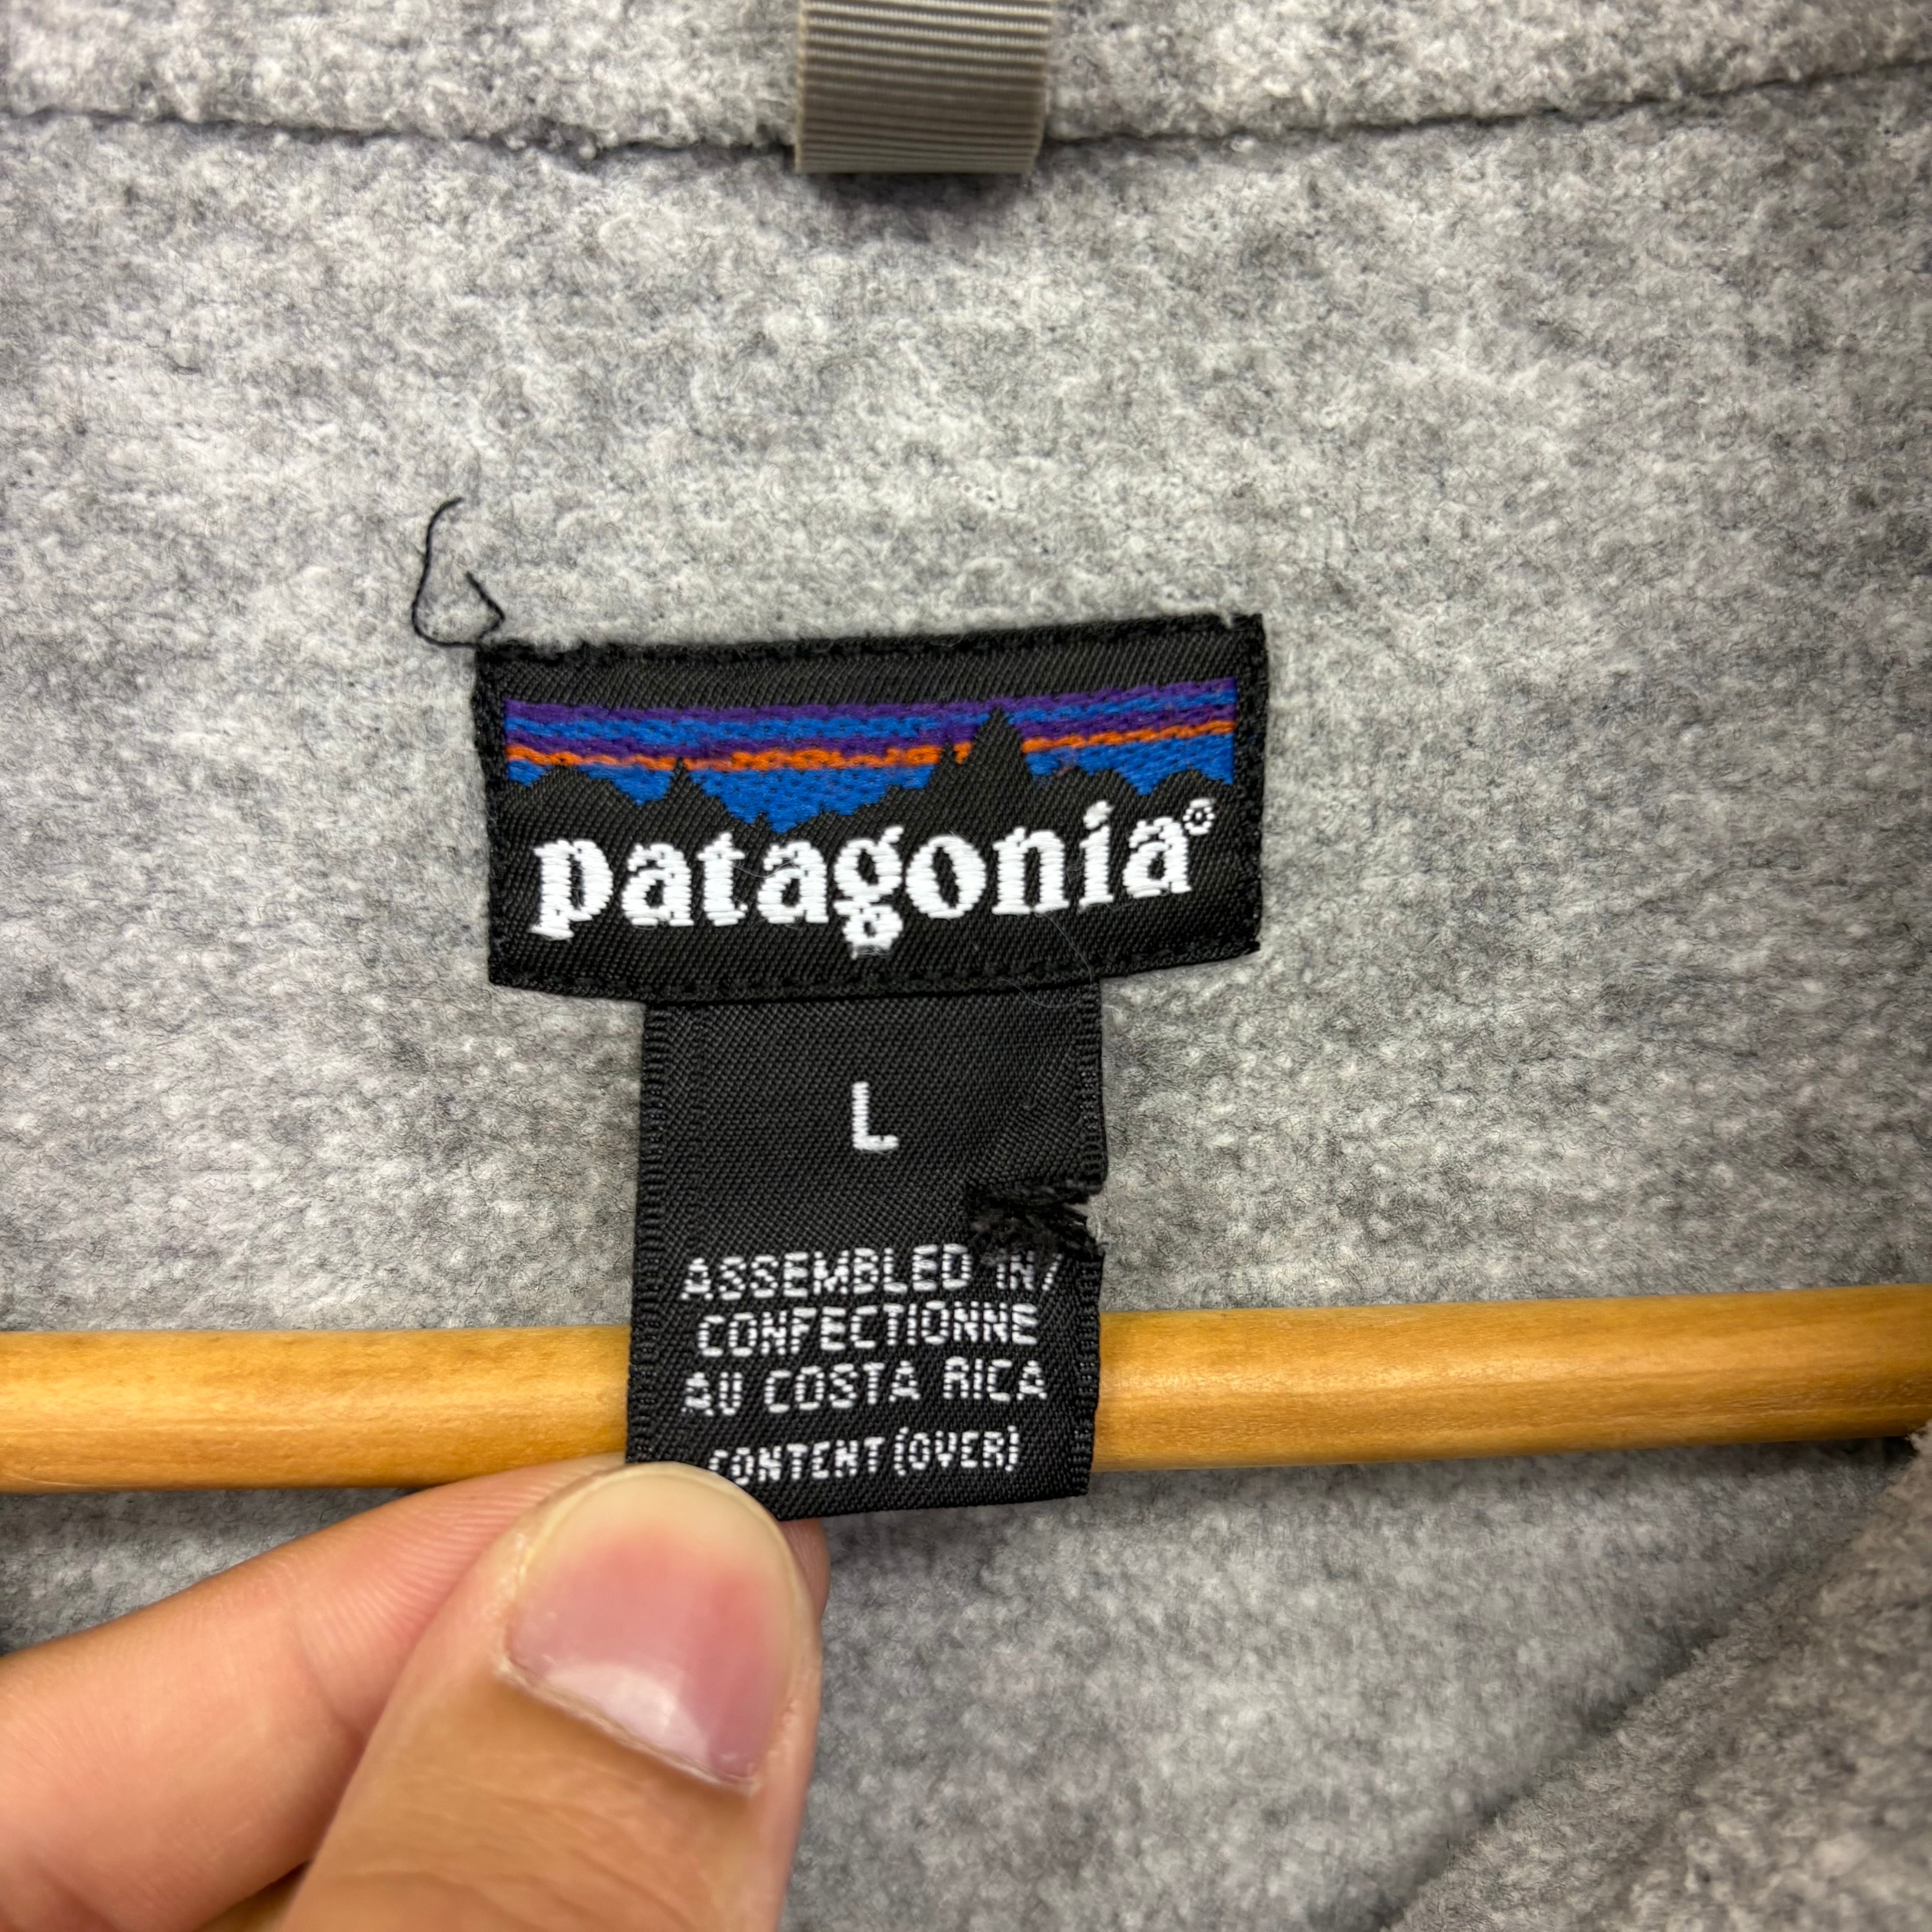 patagonia®
L
ASSEMBLED IN/
CONFECTIONNE
AU COSTA RICA
CONTENT (OVER)